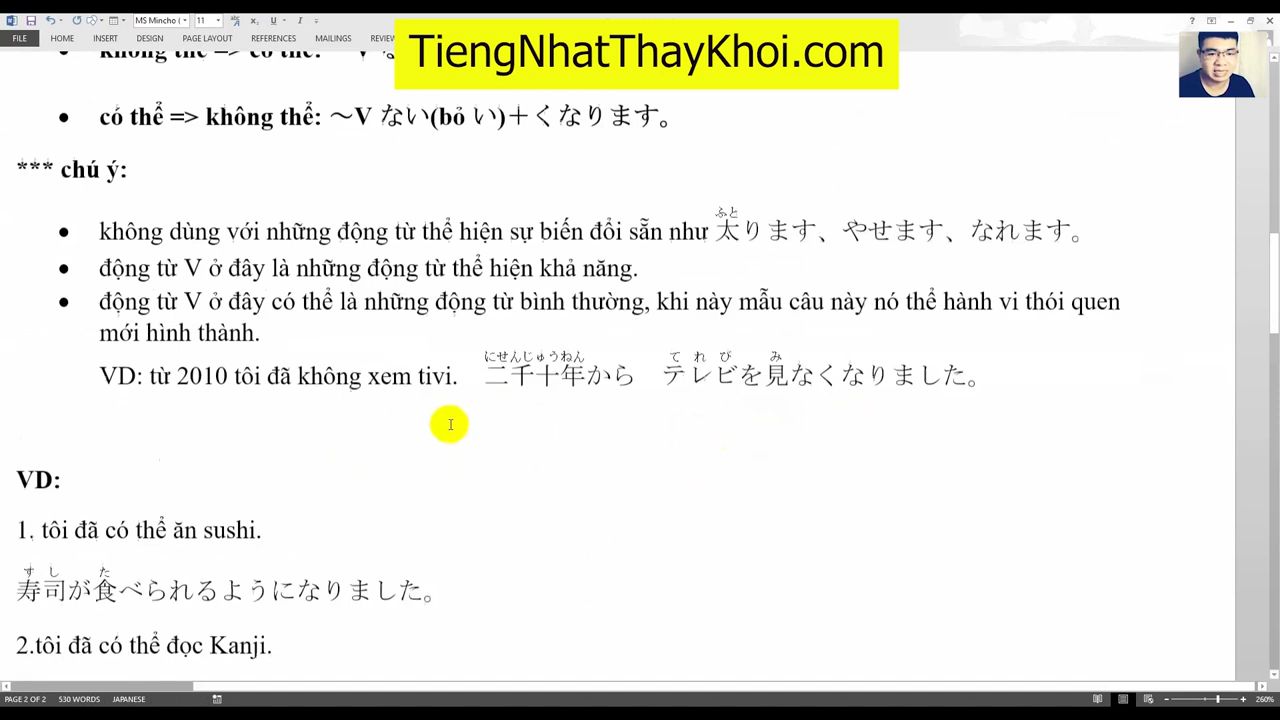 MS Mincho 11
FILE HOME INSERT DESIGN PAGE LAYOUT REFERENCES MAILINGS
TiengNhatThayKhoi.com
không thể => có thể:
có thể => không thể: ～V ない(bỏ い)＋くなります。
*** chú ý:
ふと
không dùng với những động từ thể hiện sự biến đổi sẵn như 太ります、やせます、なれます。
động từ V ở đây là những động từ thể hiện khả năng.
động từ V ở đây có thể là những động từ bình thường, khi này mẫu câu này nó thể hành vi thói quen
mới hình thành.
にせんじゅうねん て れ び み
VD: từ 2010 tôi đã không xem tivi. 二千十年から テレビを見なくなりました。
VD:
1. tôi đã có thể ăn sushi.
す し た
寿司が食べられるようになりました。
2.tôi đã có thể đọc Kanji.
PAGE 2 OF 2 530 WORDS JAPANESE 260%